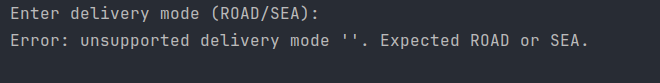 Enter delivery mode (ROAD/SEA):
Error: unsupported delivery mode ''. Expected ROAD or SEA.